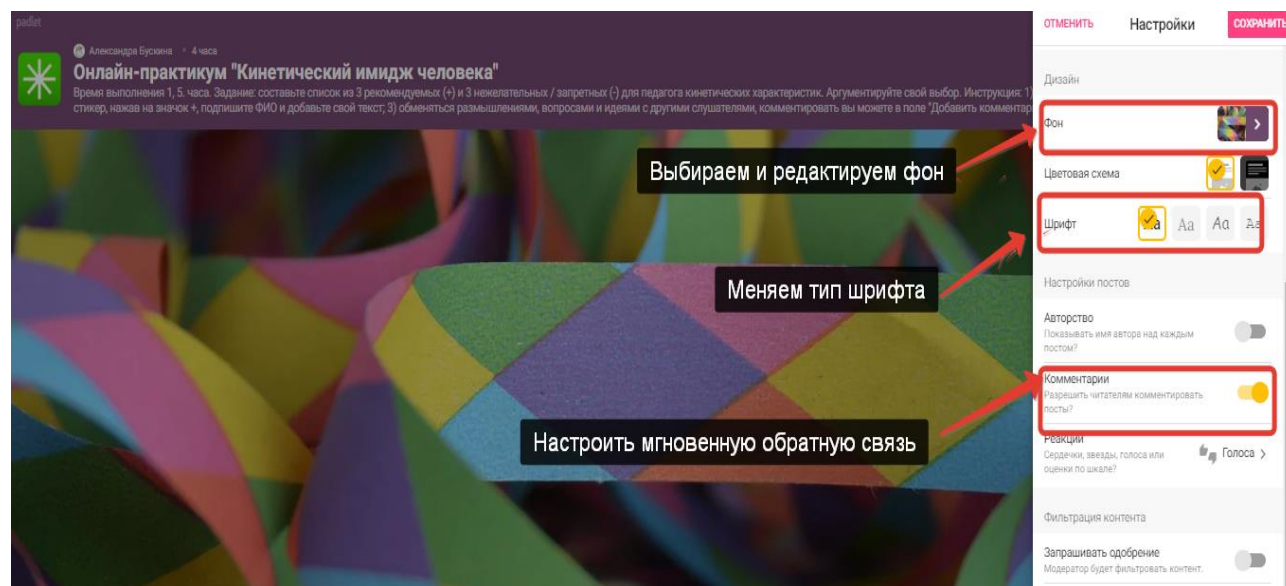 padlet
Александра Бускина • 4 часа
Онлайн-практикум "Кинетический имидж человека"
Время выполнения 1, 5. часа. Задание: составьте список из 3 рекомендуемых (+) и 3 нежелательных / запретных (-) для педагога кинетических характеристик. Аргументируйте свой выбор. Инструкция: 1)
стикер, нажав на значок +, подпишите ФИО и добавьте свой текст; 3) обменяться размышлениями, вопросами и идеями с другими слушателями, комментировать вы можете в поле "Добавить комментар
Выбираем и редактируем фон
Меняем тип шрифта
Настроить мгновенную обратную связь
ОТМЕНИТЬ Настройки СОХРАНИТЬ
Дизайн
Фон
Цветовая схема
Шрифт Aa Aa Aa Aa
Настройки постов
Авторство
Показывать имя автора над каждым
постом?
Комментарии
Разрешить читателям комментировать
посты?
Реакции
Сердечки, звезды, голоса или
оценки по шкале?
Голоса
Фильтрация контента
Запрашивать одобрение
Модератор будет фильтровать контент.